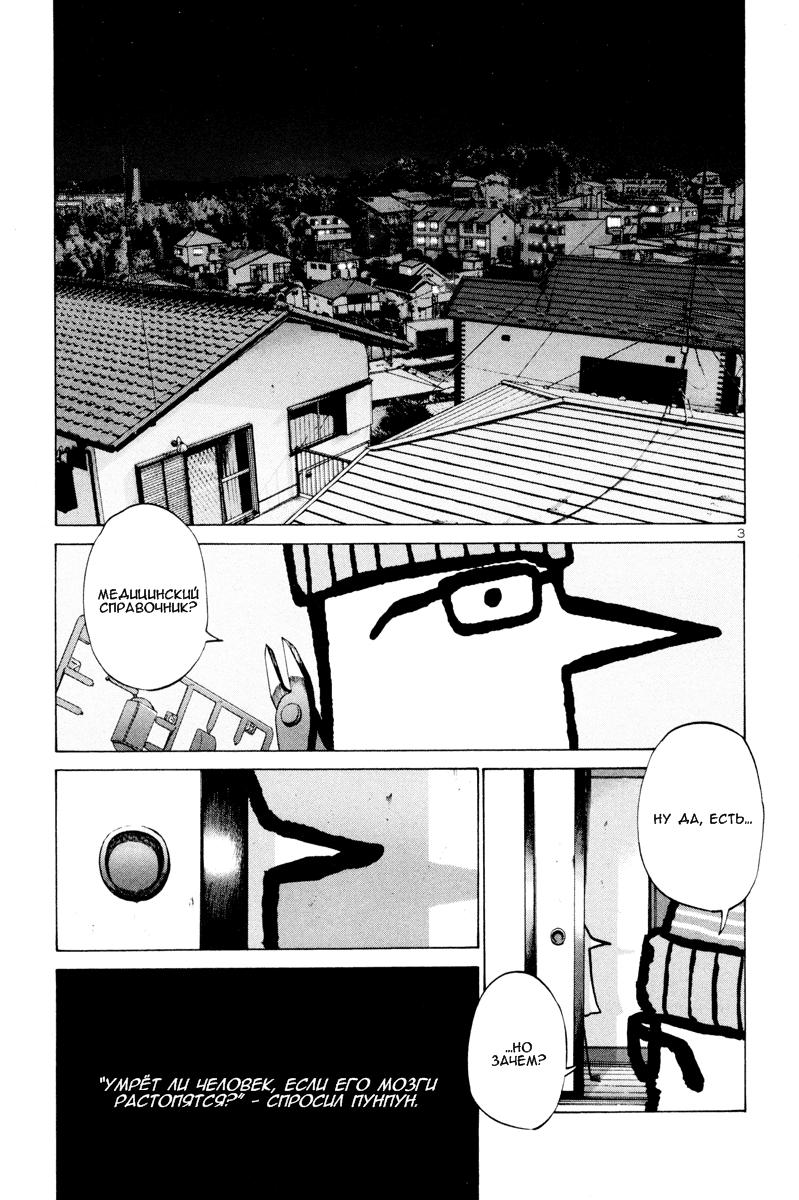 3
МЕДИЦИНСКИЙ
СПРАВОЧНИК?
НУ ДА, ЕСТЬ...
...НО
ЗАЧЕМ?
"УМРЁТ ЛИ ЧЕЛОВЕК, ЕСЛИ ЕГО МОЗГИ
РАСТОПЯТСЯ?" - СПРОСИЛ ПУНПУН.